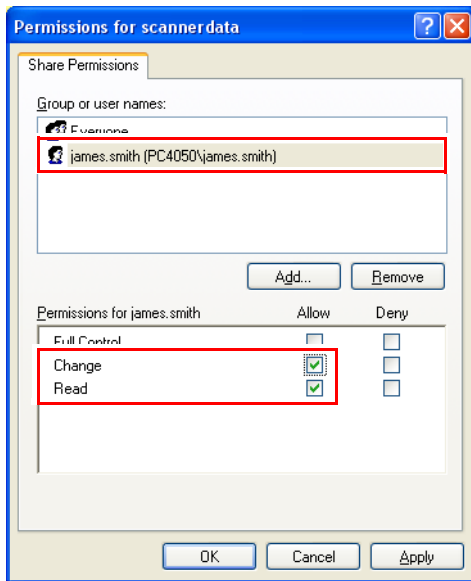 Permissions for scannerdata
Share Permissions
Group or user names:
Everyone
james.smith (PC4050\james.smith)
Add... Remove
Permissions for james.smith Allow Deny
Full Control
Change
Read
OK Cancel Apply